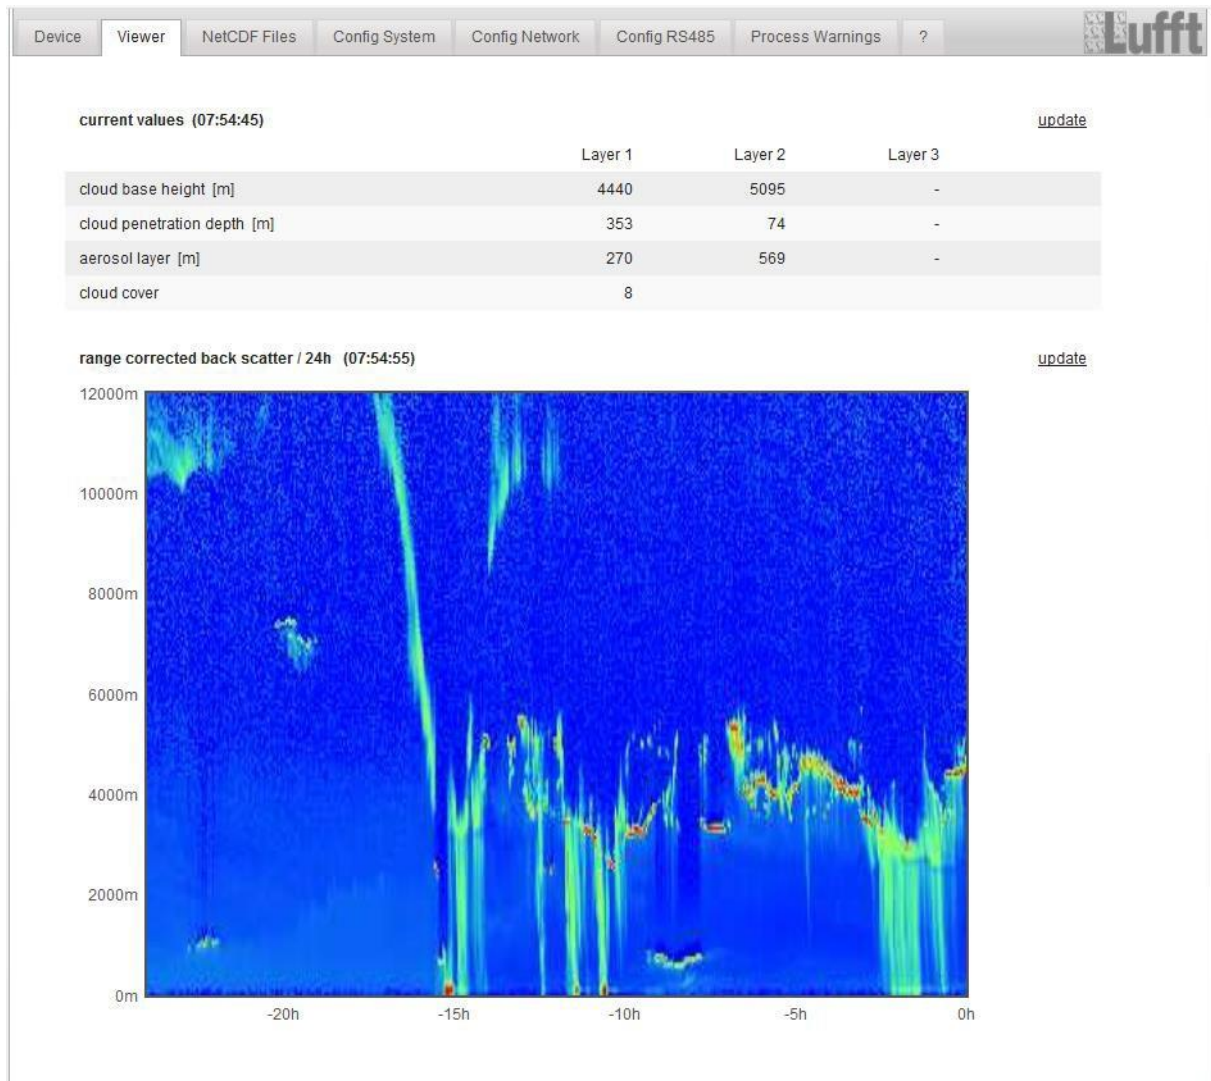 Device Viewer NetCDF Files Config System Config Network Config RS485 Process Warnings ? Lufft
current values (07:54:45) update
Layer 1 Layer 2 Layer 3
cloud base height [m] 4440 5095 -
cloud penetration depth [m] 353 74 -
aerosol layer [m] 270 569 -
cloud cover 8
range corrected back scatter / 24h (07:54:55) update
12000m
10000m
8000m
6000m
4000m
2000m
0m
-20h -15h -10h -5h 0h